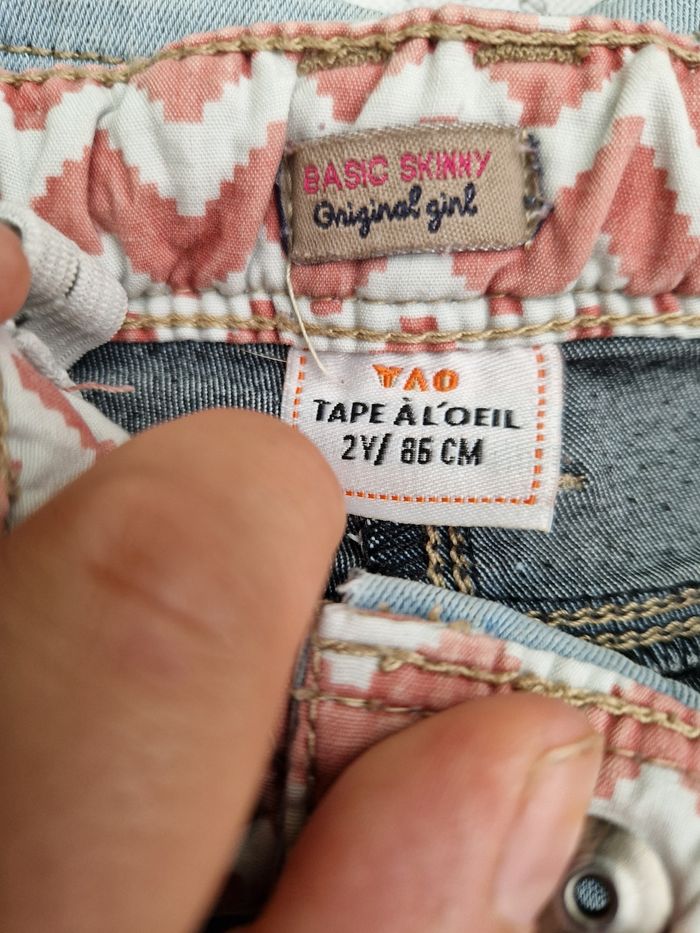 BASIC SKINNY
Original girl
TAO
TAPE À L'OEIL
2Y/ 86 CM